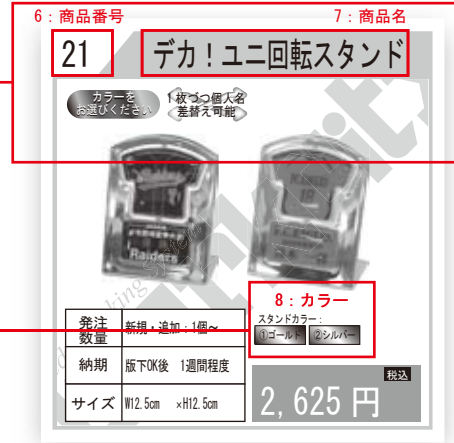 6：商品番号
7：商品名
21
デカ！ユニ回転スタンド
カラーを
お選びください
1枚づつ個人名
差替え可能
Raiders
8：カラー
スタンドカラー：
①ゴールド ②シルバー
発注数量 新規・追加：1個～
納期 版下OK後 1週間程度
サイズ W12.5cm ×H12.5cm
税込
2,625 円